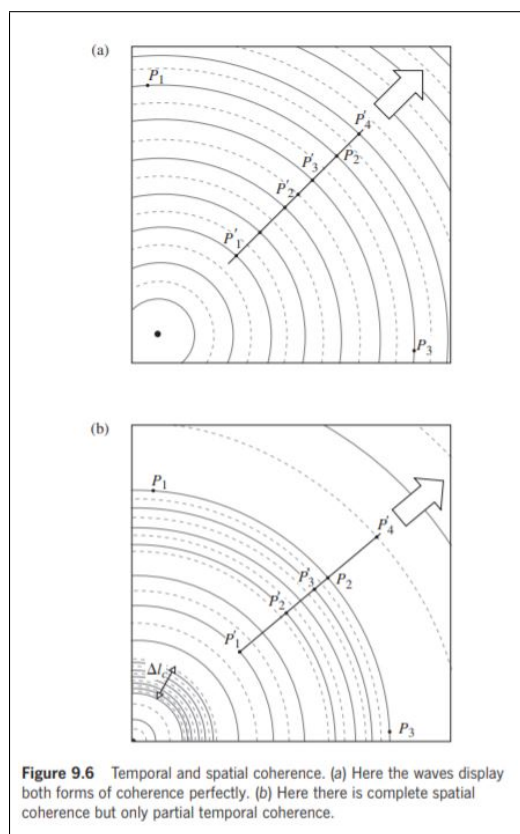 (a)
P₁
P′₄
P₂
P′₃
P′₂
P′₁
P₃
(b)
P₁
P′₄
P₂
P′₃
P′₂
P′₁
Δl_c
P₃
Figure 9.6 Temporal and spatial coherence. (a) Here the waves display
both forms of coherence perfectly. (b) Here there is complete spatial
coherence but only partial temporal coherence.